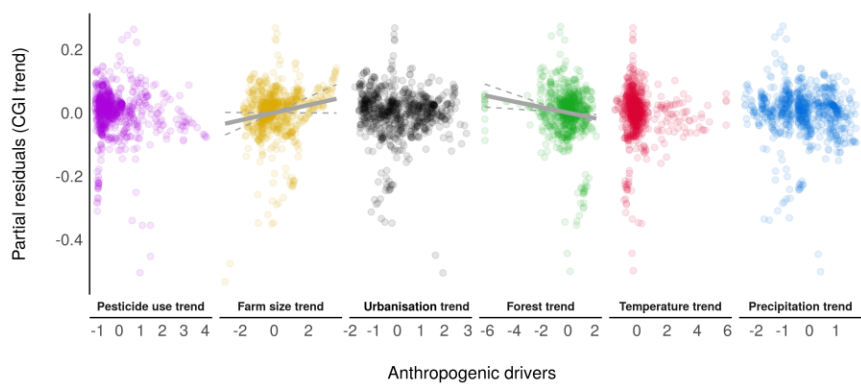 Partial residuals (CGI trend)
0.2
0.0
-0.2
-0.4
Pesticide use trend Farm size trend Urbanisation trend Forest trend Temperature trend Precipitation trend
-1 0 1 2 3 4 -2 0 2 -2 -1 0 1 2 3 -6 -4 -2 0 2 0 2 4 6 -2 -1 0 1
Anthropogenic drivers